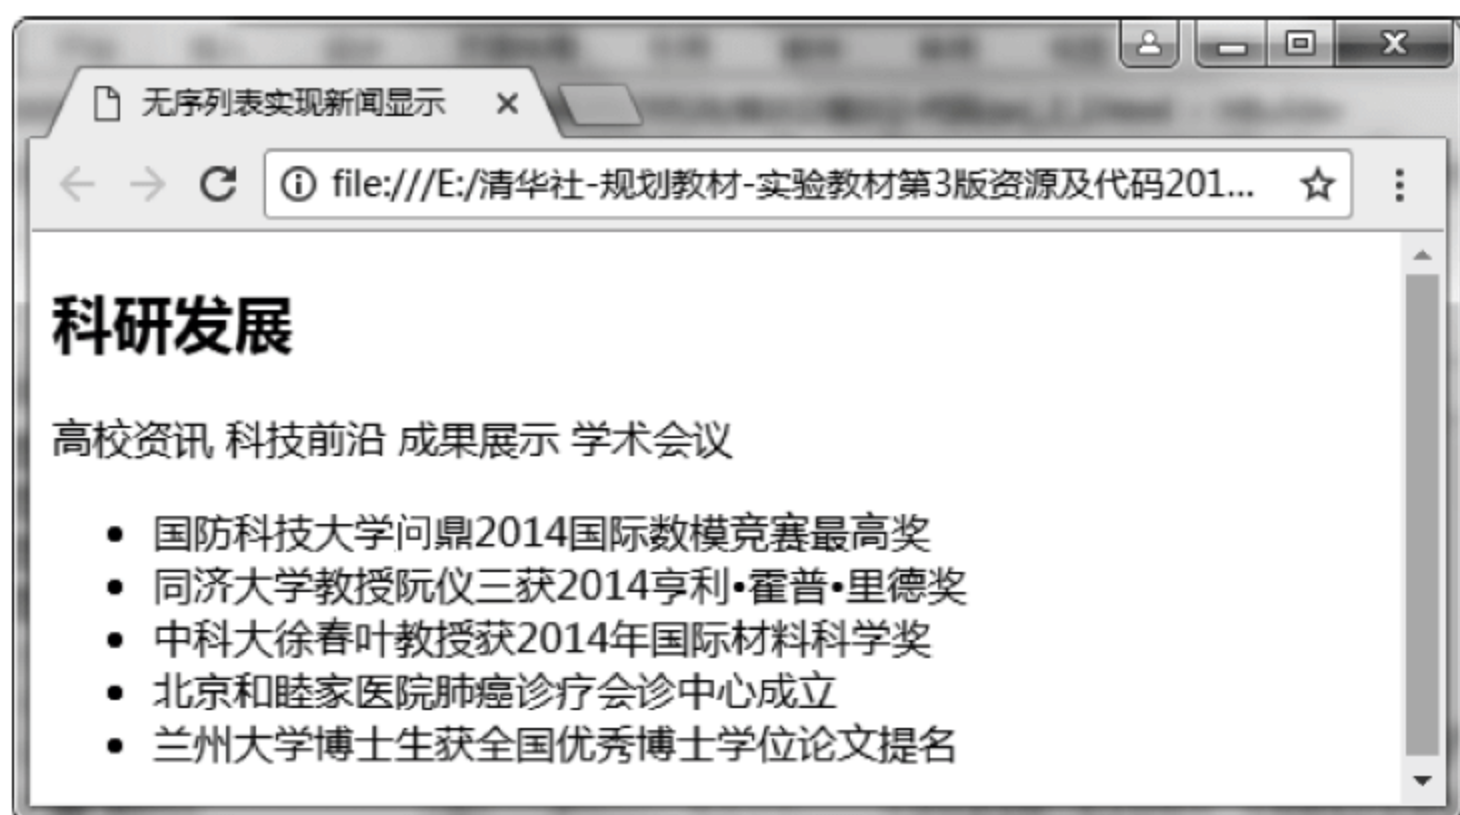 无序列表实现新闻显示
file:///E:/清华社-规划教材-实验教材第3版资源及代码201...
科研发展
高校资讯 科技前沿 成果展示 学术会议
• 国防科技大学问鼎2014国际数模竞赛最高奖
• 同济大学教授阮仪三获2014亨利•霍普•里德奖
• 中科大徐春叶教授获2014年国际材料科学奖
• 北京和睦家医院肺癌诊疗会诊中心成立
• 兰州大学博士生获全国优秀博士学位论文提名